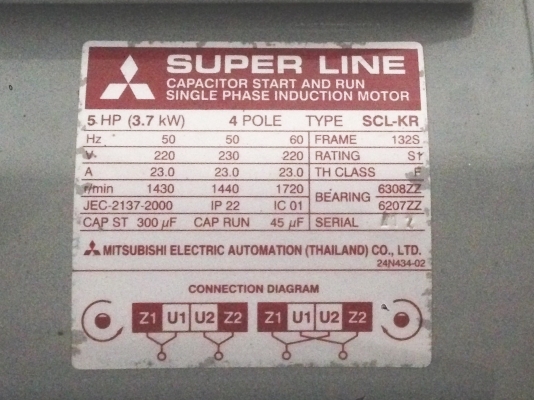 SUPER LINE
CAPACITOR START AND RUN
SINGLE PHASE INDUCTION MOTOR
5 HP (3.7 kW) 4 POLE TYPE SCL-KR
Hz 50 50 60 FRAME 132S
V 220 230 220 RATING S1
A 23.0 23.0 23.0 TH CLASS F
r/min 1430 1440 1720 BEARING 6308ZZ
JEC-2137-2000 IP 22 IC 01 6207ZZ
CAP ST 300 µF CAP RUN 45 µF SERIAL
MITSUBISHI ELECTRIC AUTOMATION (THAILAND) CO., LTD.
24N434-02
CONNECTION DIAGRAM
Z1 U1 U2 Z2 Z1 U1 U2 Z2